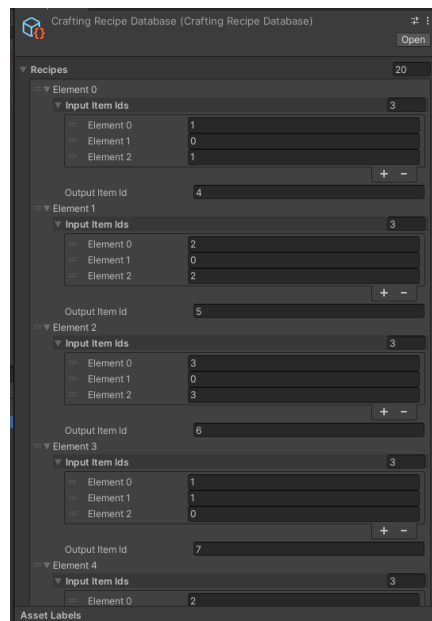 Crafting Recipe Database (Crafting Recipe Database)
Open
Recipes 20
Element 0
Input Item Ids 3
Element 0 1
Element 1 0
Element 2 1
+ -
Output Item Id 4
Element 1
Input Item Ids 3
Element 0 2
Element 1 0
Element 2 2
+ -
Output Item Id 5
Element 2
Input Item Ids 3
Element 0 3
Element 1 0
Element 2 3
+ -
Output Item Id 6
Element 3
Input Item Ids 3
Element 0 1
Element 1 1
Element 2 0
+ -
Output Item Id 7
Element 4
Input Item Ids 3
Element 0 2
Asset Labels